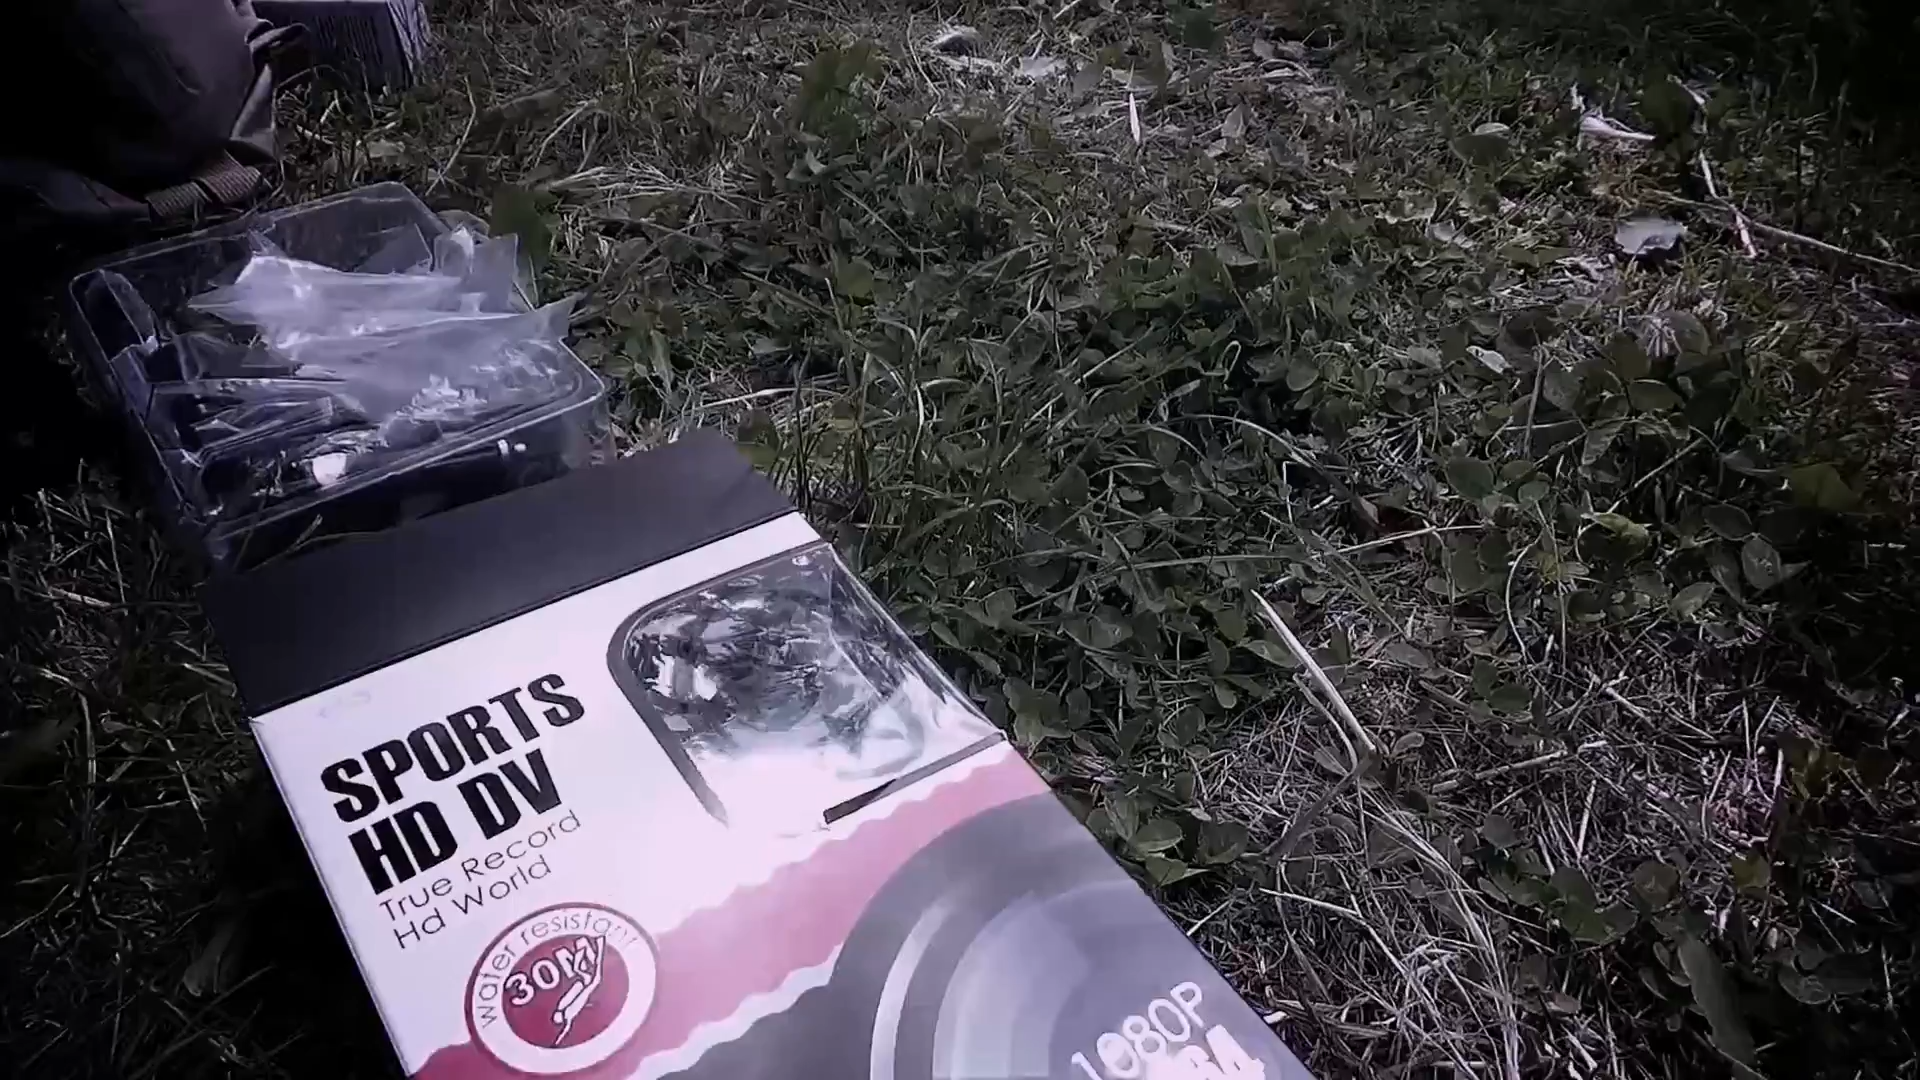 SPORTS
HD DV
True Record
Hd World
water resistant
30M
1080P